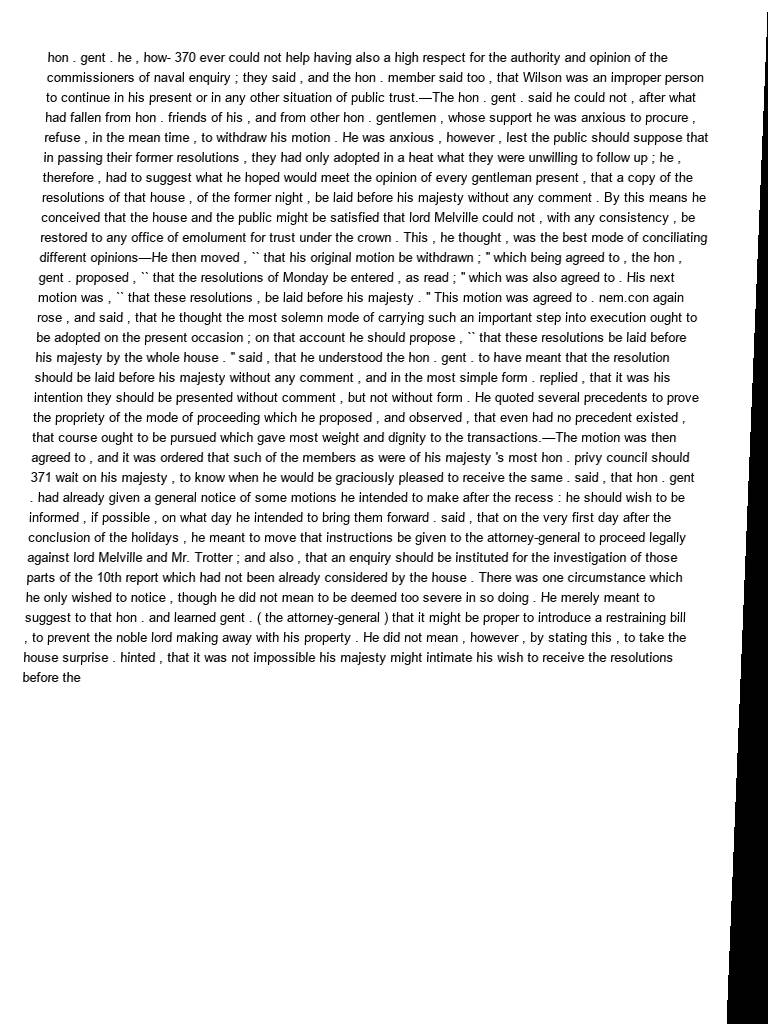 hon . gent . he , how- 370 ever could not help having also a high respect for the authority and opinion of the
commissioners of naval enquiry ; they said , and the hon . member said too , that Wilson was an improper person
to continue in his present or in any other situation of public trust.—The hon . gent . said he could not , after what
had fallen from hon . friends of his , and from other hon . gentlemen , whose support he was anxious to procure ,
refuse , in the mean time , to withdraw his motion . He was anxious , however , lest the public should suppose that
in passing their former resolutions , they had only adopted in a heat what they were unwilling to follow up ; he ,
therefore , had to suggest what he hoped would meet the opinion of every gentleman present , that a copy of the
resolutions of that house , of the former night , be laid before his majesty without any comment . By this means he
conceived that the house and the public might be satisfied that lord Melville could not , with any consistency , be
restored to any office of emolument for trust under the crown . This , he thought , was the best mode of conciliating
different opinions—He then moved , `` that his original motion be withdrawn ; " which being agreed to , the hon ,
gent . proposed , `` that the resolutions of Monday be entered , as read ; " which was also agreed to . His next
motion was , `` that these resolutions , be laid before his majesty . " This motion was agreed to . nem.con again
rose , and said , that he thought the most solemn mode of carrying such an important step into execution ought to
be adopted on the present occasion ; on that account he should propose , `` that these resolutions be laid before
his majesty by the whole house . " said , that he understood the hon . gent . to have meant that the resolution
should be laid before his majesty without any comment , and in the most simple form . replied , that it was his
intention they should be presented without comment , but not without form . He quoted several precedents to prove
the propriety of the mode of proceeding which he proposed , and observed , that even had no precedent existed ,
that course ought to be pursued which gave most weight and dignity to the transactions.—The motion was then
agreed to , and it was ordered that such of the members as were of his majesty 's most hon . privy council should
371 wait on his majesty , to know when he would be graciously pleased to receive the same . said , that hon . gent
. had already given a general notice of some motions he intended to make after the recess : he should wish to be
informed , if possible , on what day he intended to bring them forward . said , that on the very first day after the
conclusion of the holidays , he meant to move that instructions be given to the attorney-general to proceed legally
against lord Melville and Mr. Trotter ; and also , that an enquiry should be instituted for the investigation of those
parts of the 10th report which had not been already considered by the house . There was one circumstance which
he only wished to notice , though he did not mean to be deemed too severe in so doing . He merely meant to
suggest to that hon . and learned gent . ( the attorney-general ) that it might be proper to introduce a restraining bill
, to prevent the noble lord making away with his property . He did not mean , however , by stating this , to take the
house surprise . hinted , that it was not impossible his majesty might intimate his wish to receive the resolutions
before the